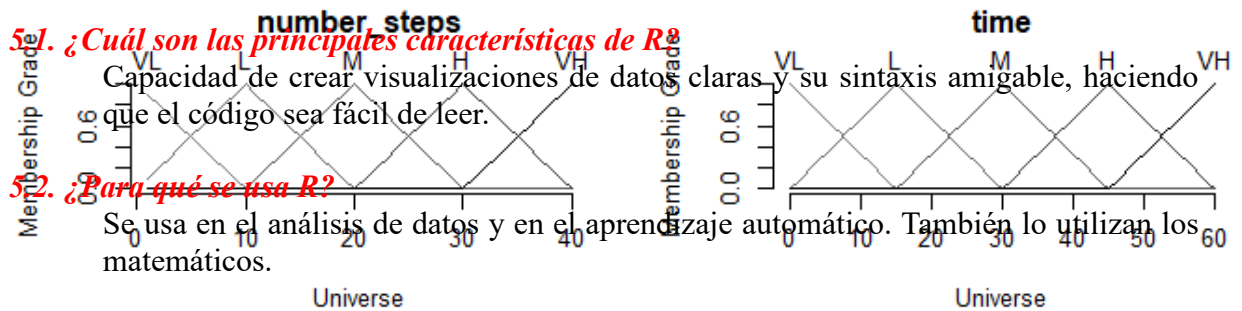 number_steps
time
5.1. ¿Cuál son las principales características de R?
VL L M H VH
VL L M H VH
Capacidad de crear visualizaciones de datos claras y su sintaxis amigable, haciendo
que el código sea fácil de leer.
Membership Grade
0.0 0.6
Membership Grade
0.0 0.6
5.2. ¿Para qué se usa R?
Se usa en el análisis de datos y en el aprendizaje automático. También lo utilizan los
matemáticos.
0 10 20 30 40
0 10 20 30 40 50 60
Universe
Universe